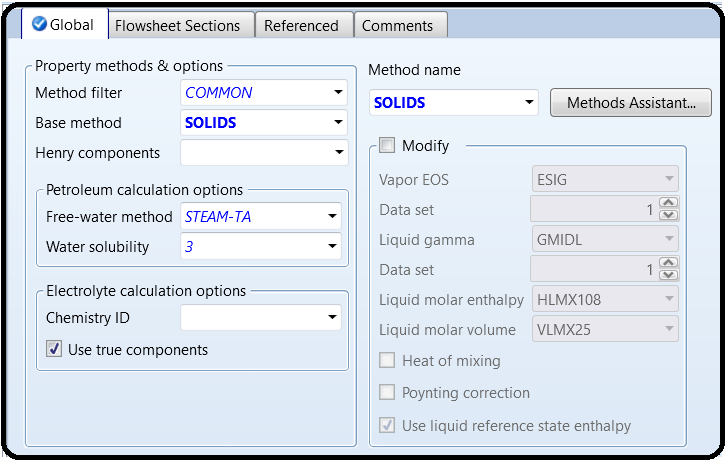 Global
Flowsheet Sections
Referenced
Comments
Property methods & options
Method filter
COMMON
Base method
SOLIDS
Henry components
Petroleum calculation options
Free-water method
STEAM-TA
Water solubility
3
Electrolyte calculation options
Chemistry ID
Use true components
Method name
SOLIDS
Methods Assistant...
Modify
Vapor EOS
ESIG
Data set
1
Liquid gamma
GMIDL
Data set
1
Liquid molar enthalpy
HLMX108
Liquid molar volume
VLMX25
Heat of mixing
Poynting correction
Use liquid reference state enthalpy